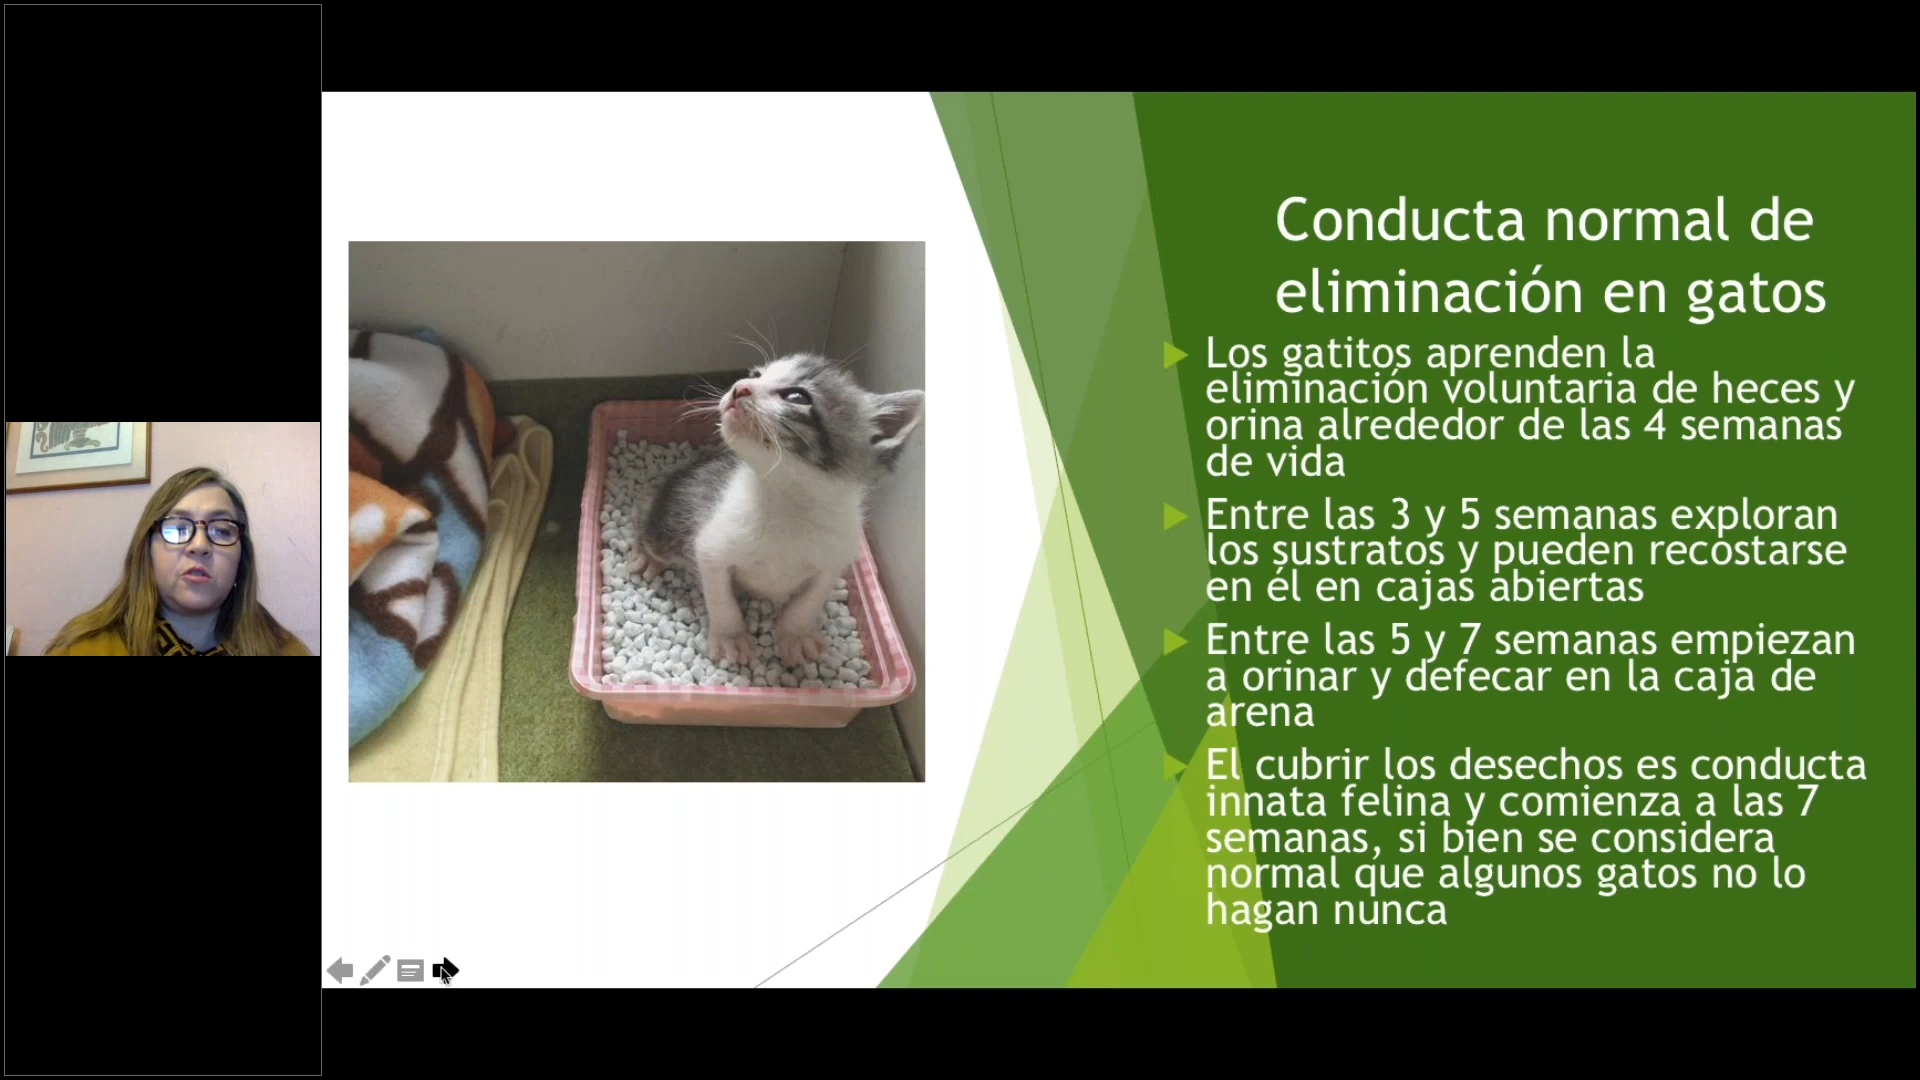 Conducta normal de
eliminación en gatos
Los gatitos aprenden la
eliminación voluntaria de heces y
orina alrededor de las 4 semanas
de vida
Entre las 3 y 5 semanas exploran
los sustratos y pueden recostarse
en él en cajas abiertas
Entre las 5 y 7 semanas empiezan
a orinar y defecar en la caja de
arena
El cubrir los desechos es conducta
innata felina y comienza a las 7
semanas, si bien se considera
normal que algunos gatos no lo
hagan nunca